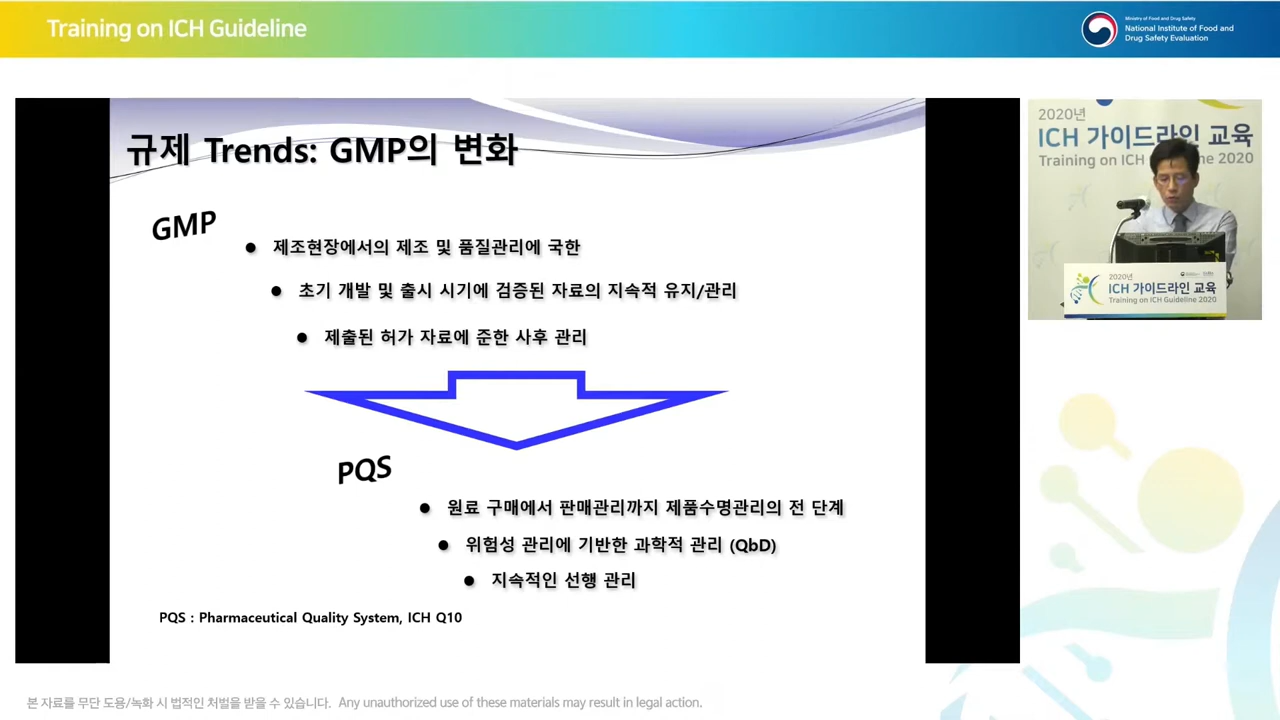 Training on ICH Guideline
Ministry of Food and Drug Safety
National Institute of Food and
Drug Safety Evaluation
규제 Trends: GMP의 변화
GMP
● 제조현장에서의 제조 및 품질관리에 국한
● 초기 개발 및 출시 시기에 검증된 자료의 지속적 유지/관리
● 제출된 허가 자료에 준한 사후 관리
PQS
● 원료 구매에서 판매관리까지 제품수명관리의 전 단계
● 위험성 관리에 기반한 과학적 관리 (QbD)
● 지속적인 선행 관리
PQS : Pharmaceutical Quality System, ICH Q10
2020년
ICH 가이드라인 교육
Training on ICH ne 2020
2020년
ICH 가이드라인 교육
Training on ICH Guideline 2020
본 자료를 무단 도용/녹화 시 법적인 처벌을 받을 수 있습니다. Any unauthorized use of these materials may result in legal action.